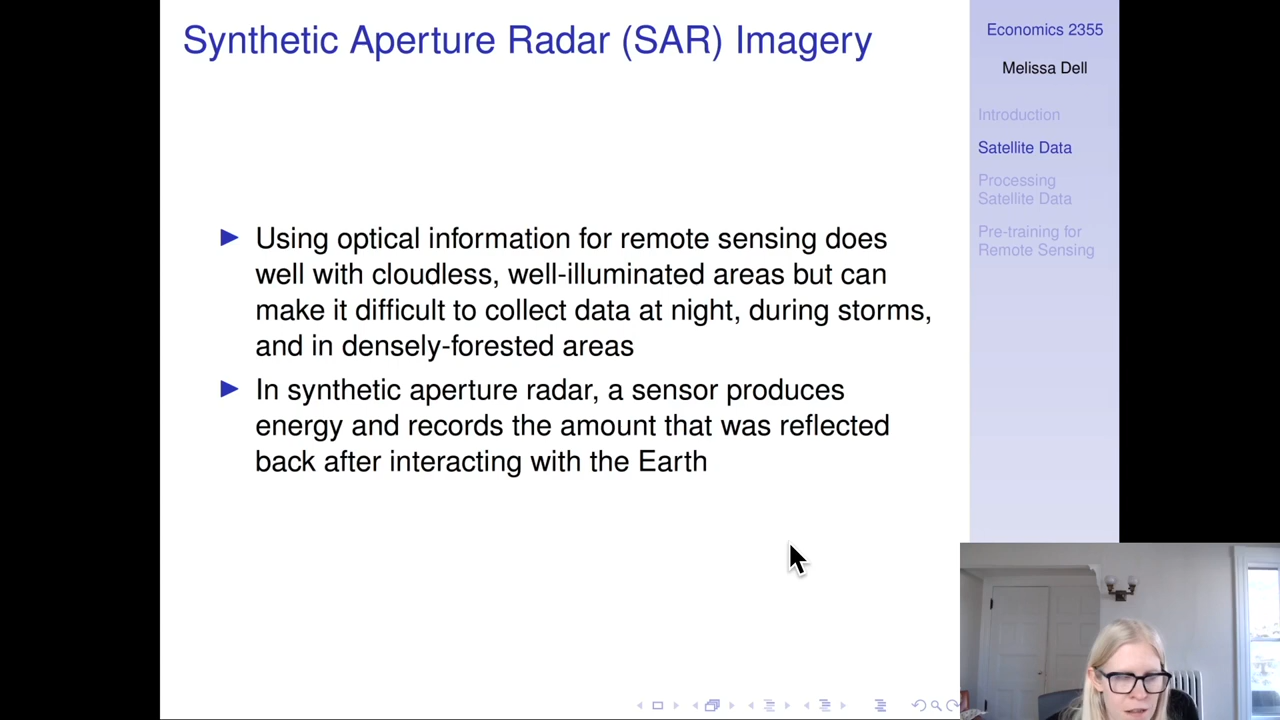 Synthetic Aperture Radar (SAR) Imagery
Using optical information for remote sensing does
well with cloudless, well-illuminated areas but can
make it difficult to collect data at night, during storms,
and in densely-forested areas
In synthetic aperture radar, a sensor produces
energy and records the amount that was reflected
back after interacting with the Earth
Economics 2355
Melissa Dell
Introduction
Satellite Data
Processing
Satellite Data
Pre-training for
Remote Sensing